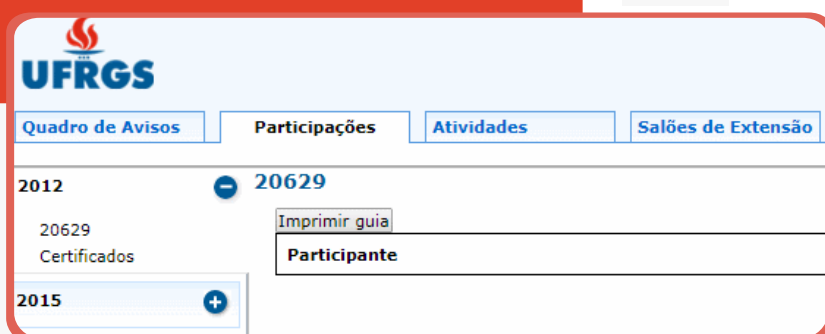 UFRGS
Quadro de Avisos
Participações
Atividades
Salões de Extensão
2012
20629
Certificados
2015
20629
Imprimir guia
Participante